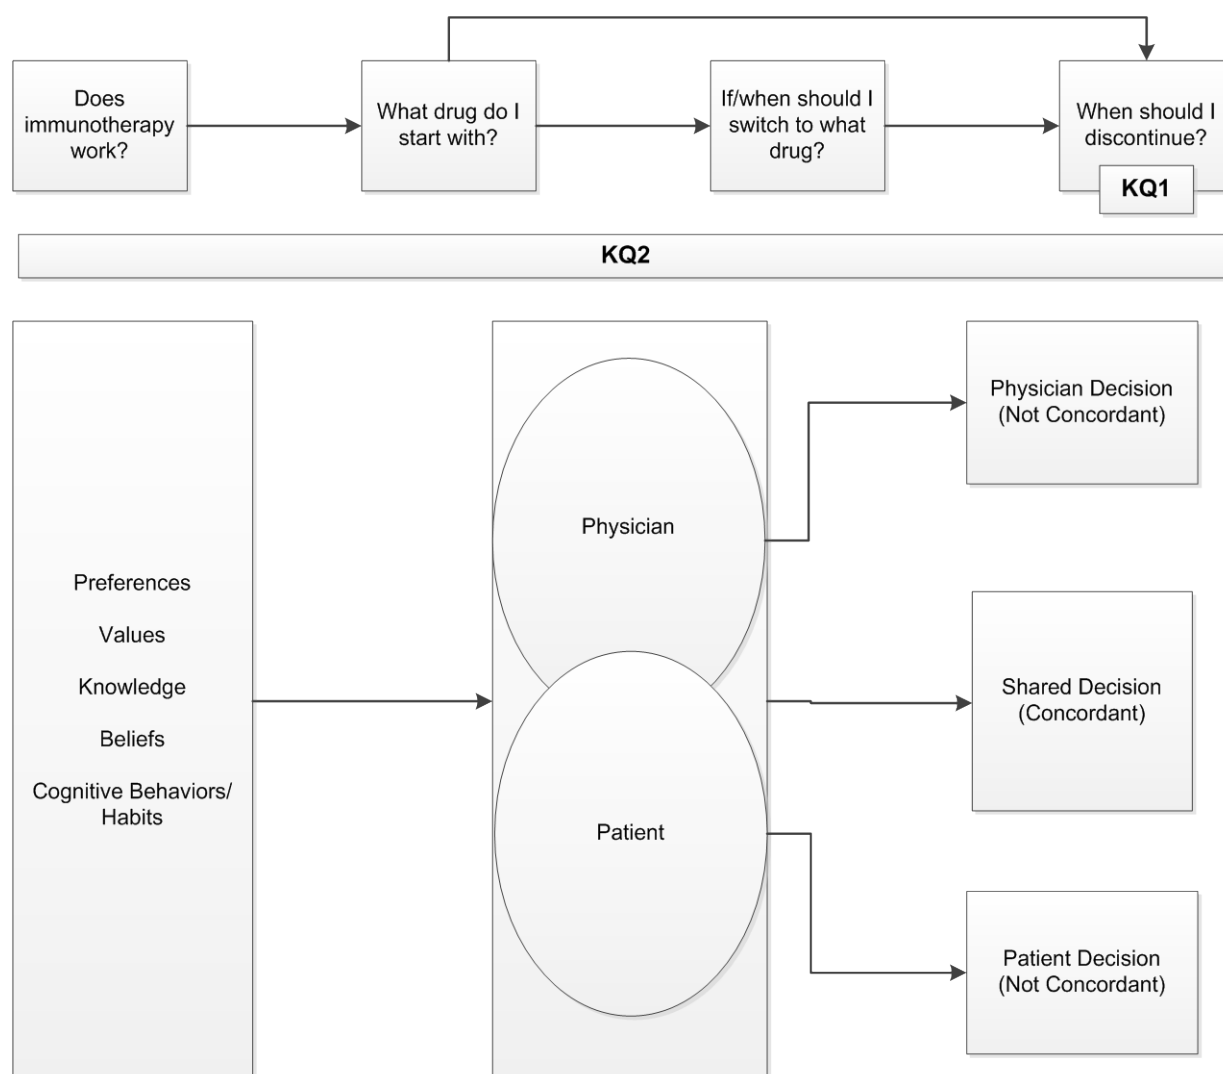 Does
immunotherapy
work?
What drug do I
start with?
If/when should I
switch to what
drug?
When should I
discontinue?
KQ1
KQ2
Preferences
Values
Knowledge
Beliefs
Cognitive Behaviors/
Habits
Physician
Patient
Physician Decision
(Not Concordant)
Shared Decision
(Concordant)
Patient Decision
(Not Concordant)